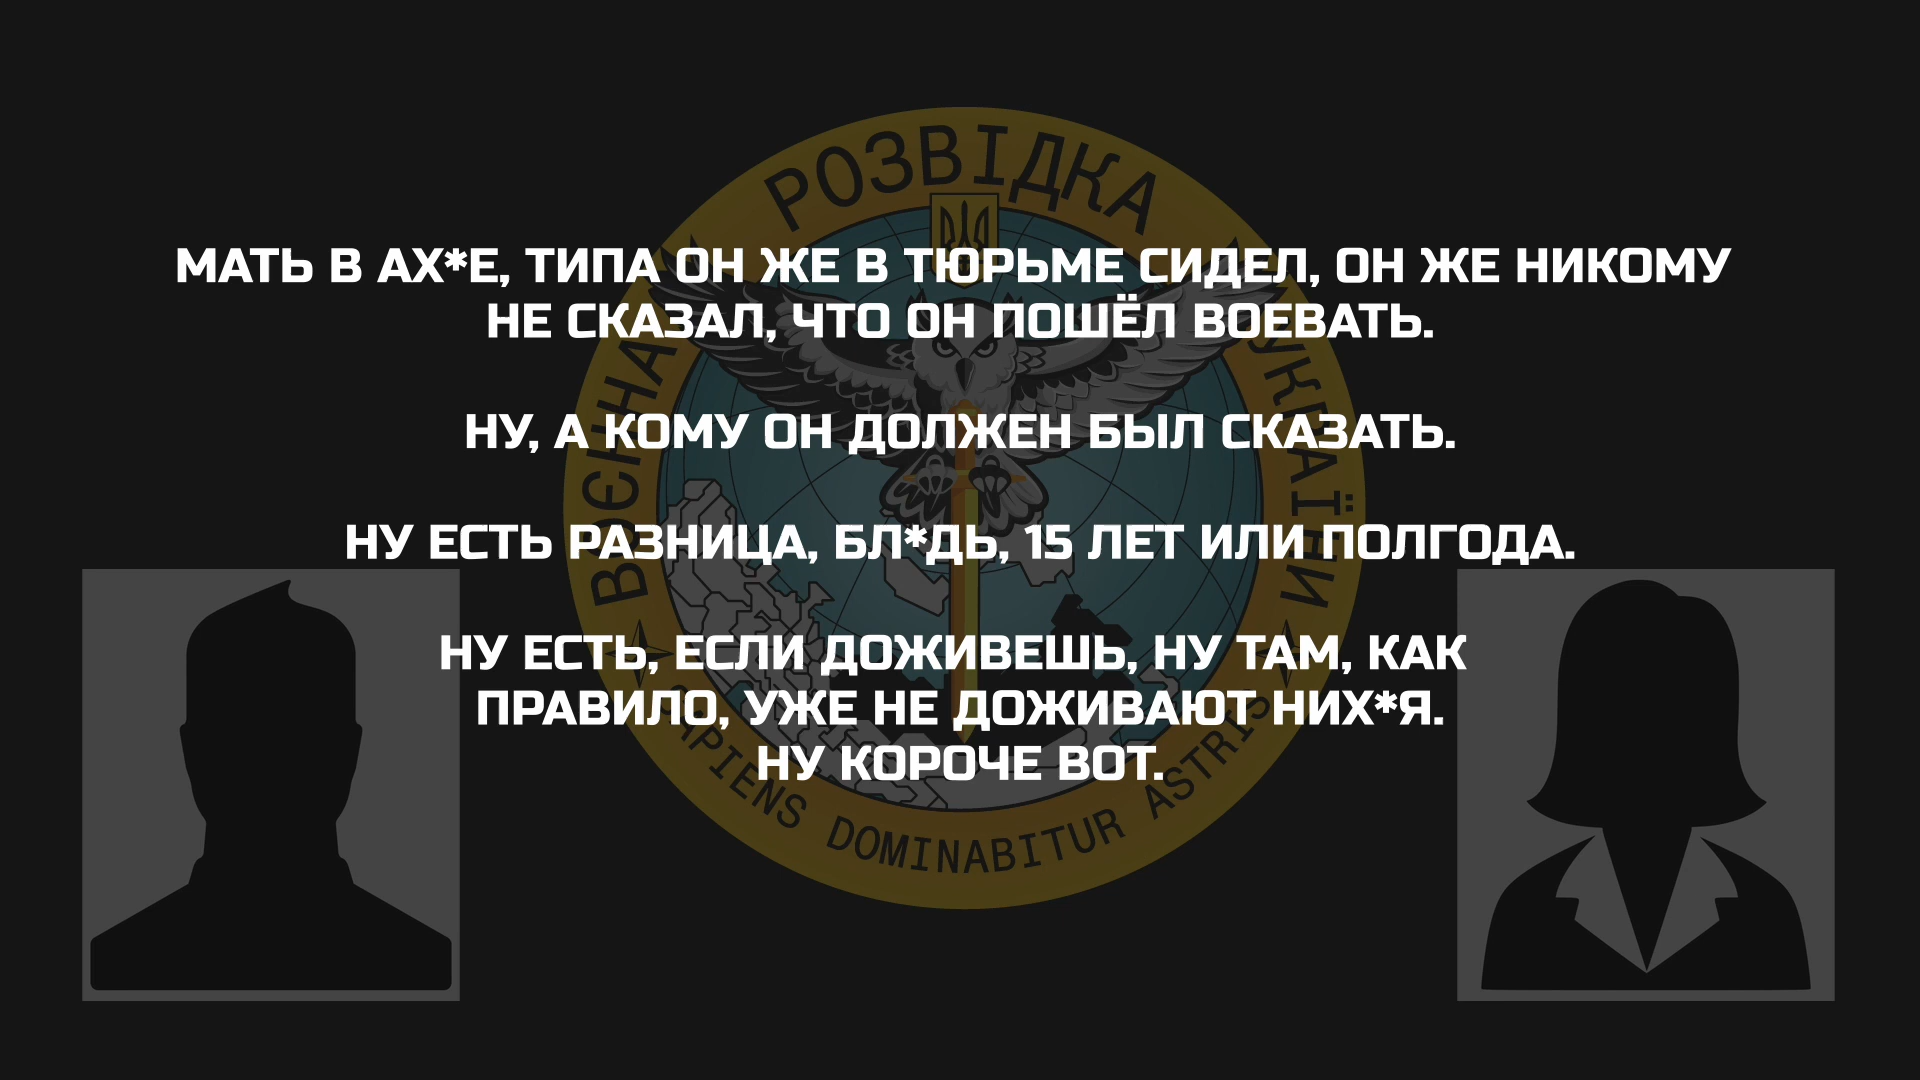 РОЗВІДКА
ВОЄННА
УКРАЇНИ
МАТЬ В АХ*Е, ТИПА ОН ЖЕ В ТЮРЬМЕ СИДЕЛ, ОН ЖЕ НИКОМУ
НЕ СКАЗАЛ, ЧТО ОН ПОШЁЛ ВОЕВАТЬ.
НУ, А КОМУ ОН ДОЛЖЕН БЫЛ СКАЗАТЬ.
НУ ЕСТЬ РАЗНИЦА, БЛ*ДЬ, 15 ЛЕТ ИЛИ ПОЛГОДА.
НУ ЕСТЬ, ЕСЛИ ДОЖИВЕШЬ, НУ ТАМ, КАК
ПРАВИЛО, УЖЕ НЕ ДОЖИВАЮТ НИХ*Я.
НУ КОРОЧЕ ВОТ.
SAPIENS DOMINABITUR ASTRIS